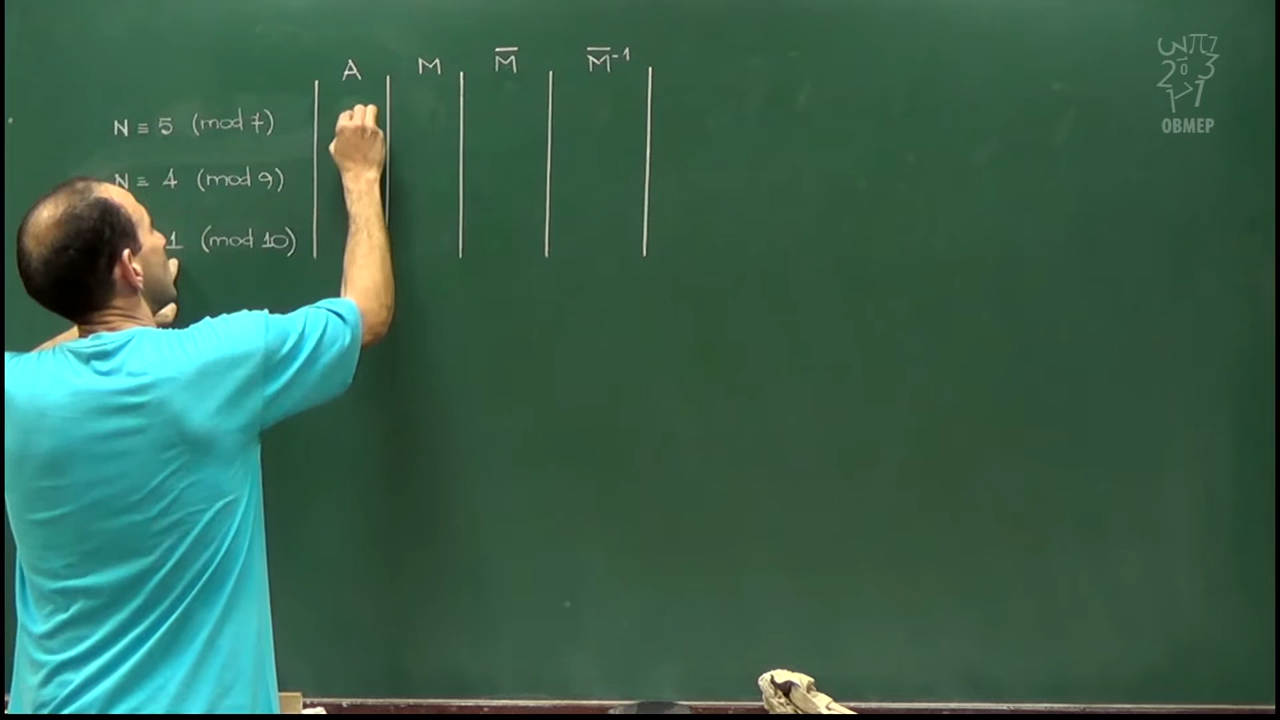 A M M̅ M̅⁻¹
N ≡ 5 (mod 7)
N ≡ 4 (mod 9)
1 (mod 10)
OBMEP